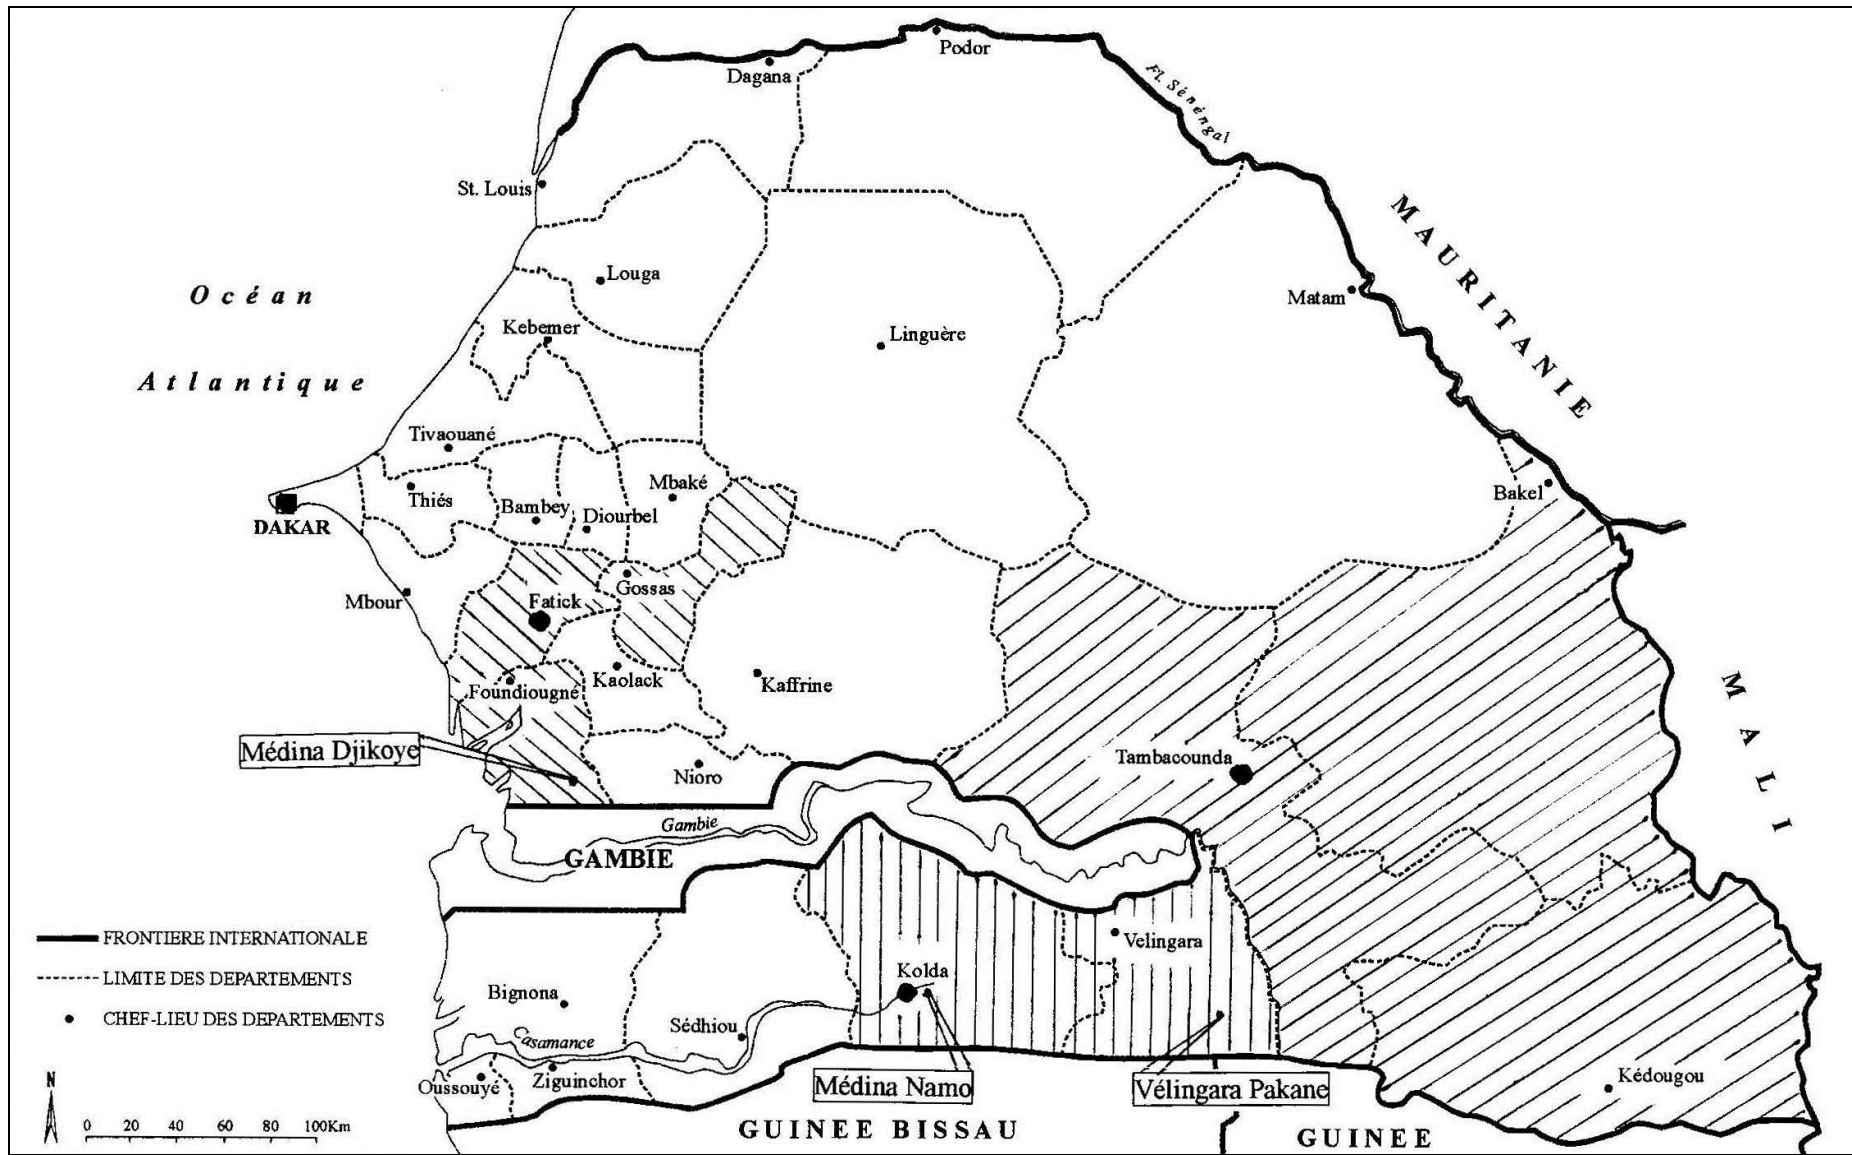 Podor
Dagana
Fl. Sénéngal
St. Louis
MAURITANIE
Louga
Océan
Matam
Kebemer
Linguère
Atlantique
Tivaouané
Mbaké
Bakel
Thiés
Bambey
Diourbel
DAKAR
Gossas
Mbour
Fatick
Kaolack
Kaffrine
Foundiougné
MALI
Médina Djikoye
Nioro
Tambacounda
Gambie
GAMBIE
FRONTIERE INTERNATIONALE
Velingara
Kolda
LIMITE DES DEPARTEMENTS
Bignona
CHEF-LIEU DES DEPARTEMENTS
Sédhiou
Casamance
N
Oussouyé
Ziguinchor
Médina Namo
Vélingara Pakane
Kédougou
0 20 40 60 80 100Km
GUINEE BISSAU
GUINEE